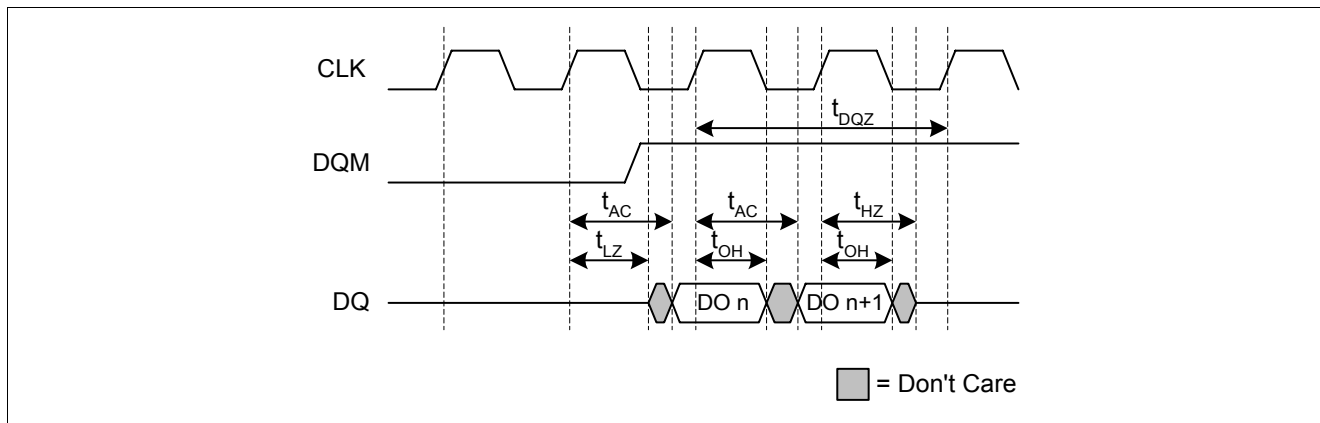 CLK
tDQZ
DQM
tAC tAC tHZ
tLZ tOH tOH
DQ DO n DO n+1
= Don't Care